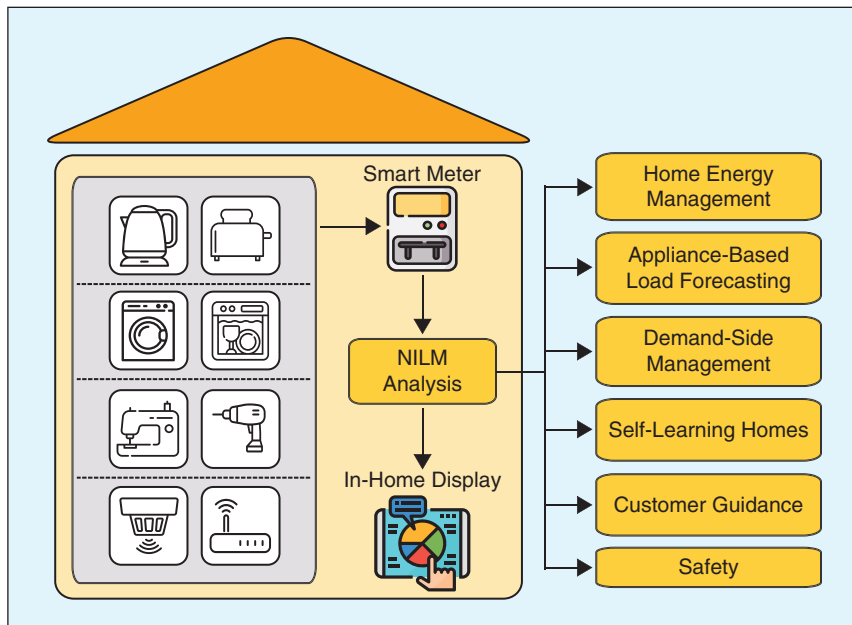 Smart Meter
NILM
Analysis
In-Home Display
Home Energy
Management
Appliance-Based
Load Forecasting
Demand-Side
Management
Self-Learning Homes
Customer Guidance
Safety